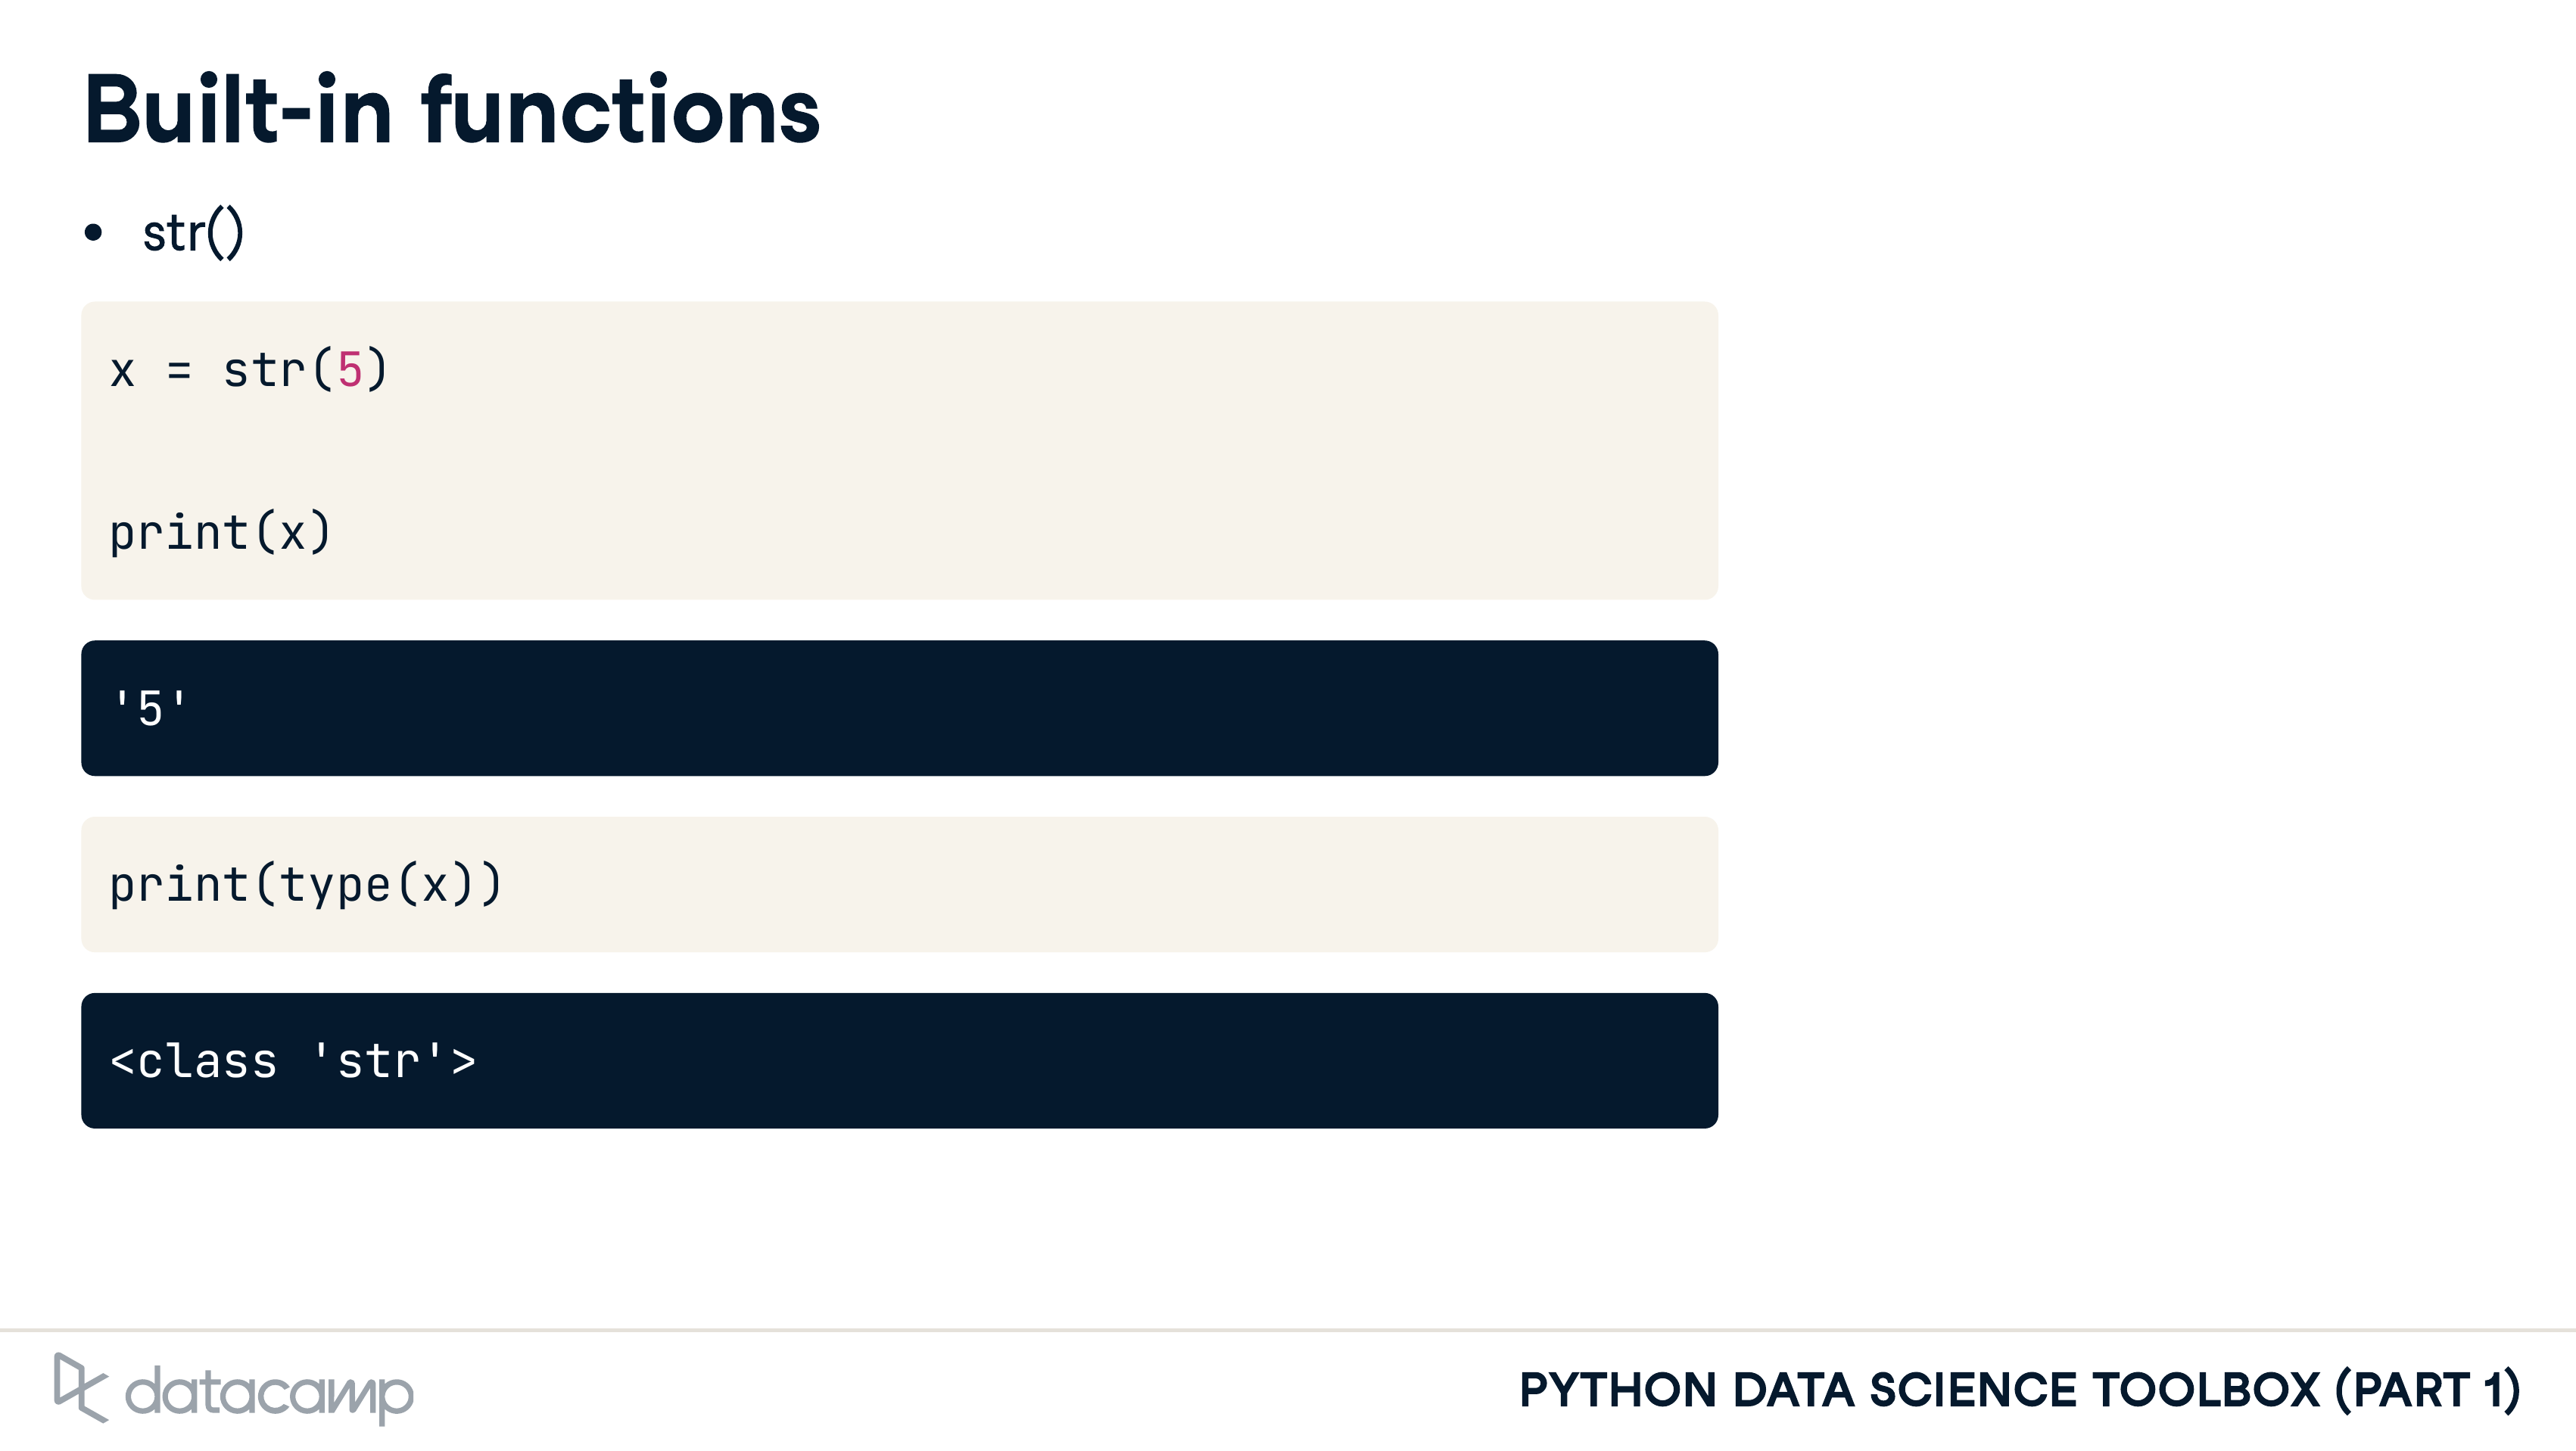 Built-in functions
• str()
x = str(5)
print(x)
'5'
print(type(x))
<class 'str'>
datacamp
PYTHON DATA SCIENCE TOOLBOX (PART 1)